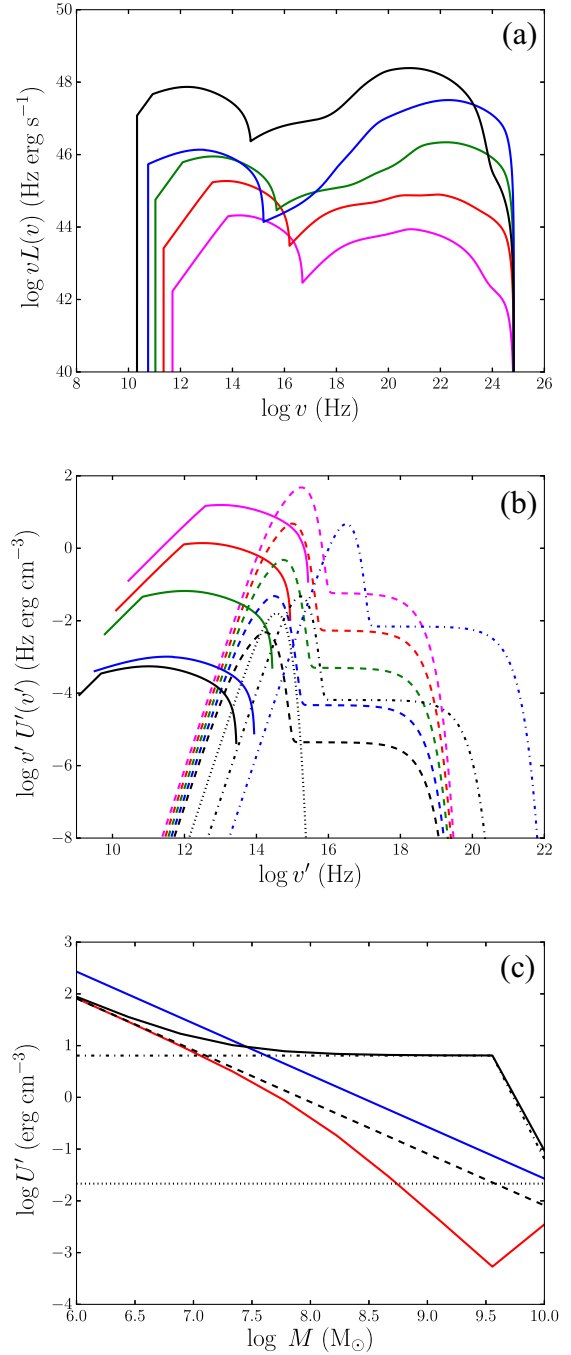 (a)
50
48
46
44
42
40
log νL(ν) (Hz erg s⁻¹)
8 10 12 14 16 18 20 22 24 26
log ν (Hz)
(b)
2
0
−2
−4
−6
−8
log ν′ U′(ν′) (Hz erg cm⁻³)
10 12 14 16 18 20 22
log ν′ (Hz)
(c)
3
2
1
0
−1
−2
−3
−4
log U′ (erg cm⁻³)
6.0 6.5 7.0 7.5 8.0 8.5 9.0 9.5 10.0
log M (M⊙)